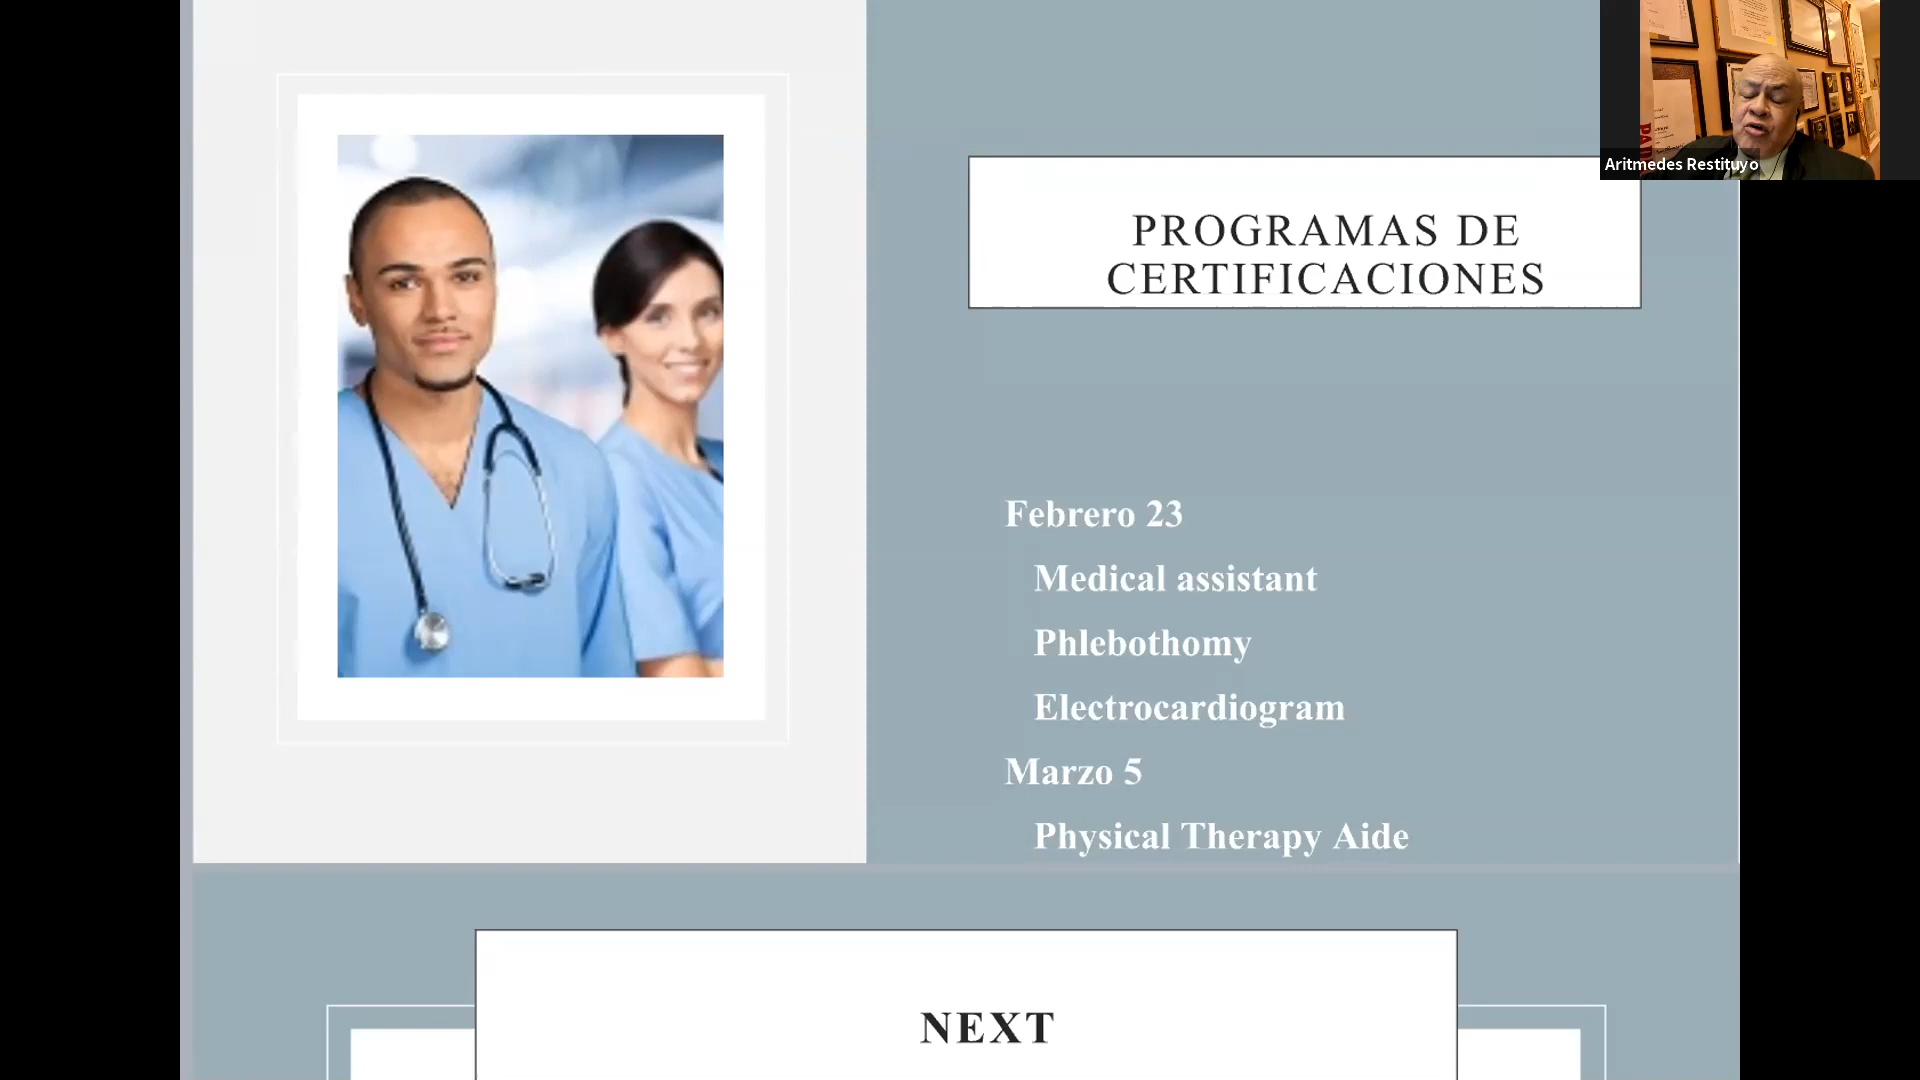 Aritmedes Restituyo
PROGRAMAS DE
CERTIFICACIONES
Febrero 23
Medical assistant
Phlebothomy
Electrocardiogram
Marzo 5
Physical Therapy Aide
NEXT